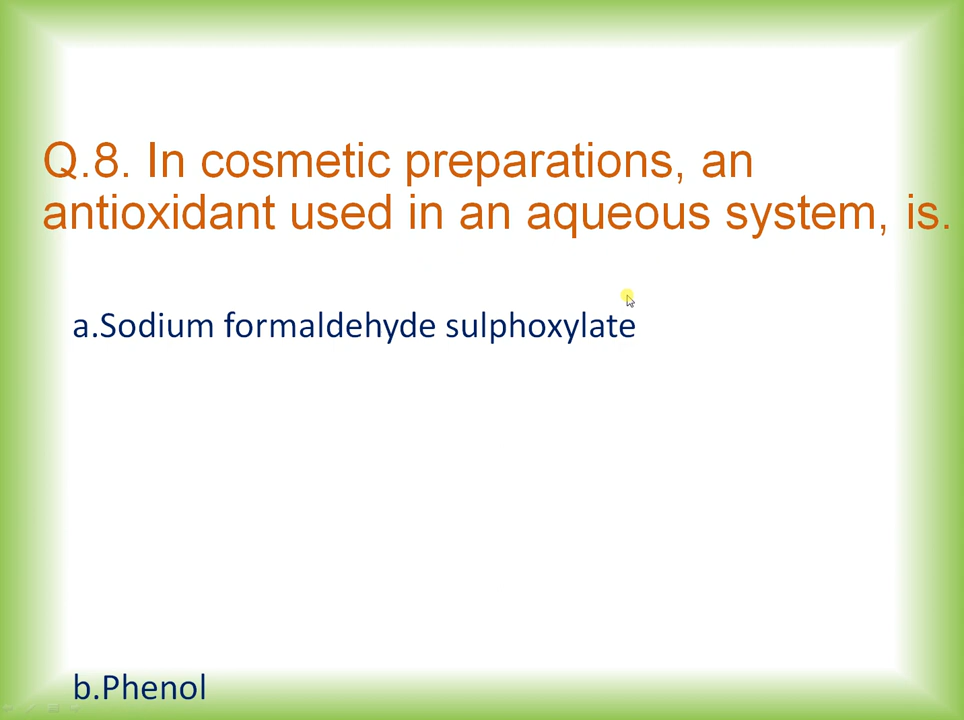 Q.8. In cosmetic preparations, an
antioxidant used in an aqueous system, is.
a.Sodium formaldehyde sulphoxylate
b.Phenol